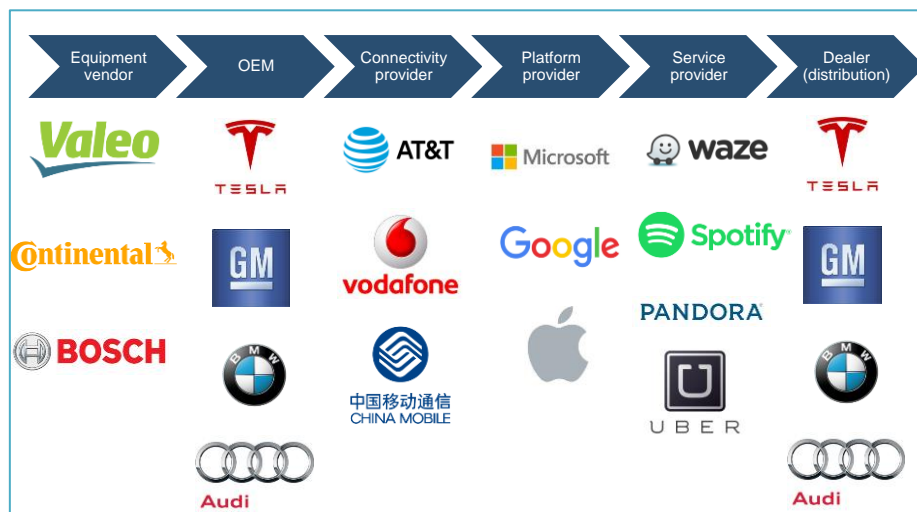 Equipment
vendor
OEM
Connectivity
provider
Platform
provider
Service
provider
Dealer
(distribution)
Valeo
TESLA
AT&T
Microsoft
waze
TESLA
Continental
GM
vodafone
Google
Spotify
GM
BOSCH
BMW
中国移动通信
CHINA MOBILE
PANDORA
UBER
BMW
Audi
Audi